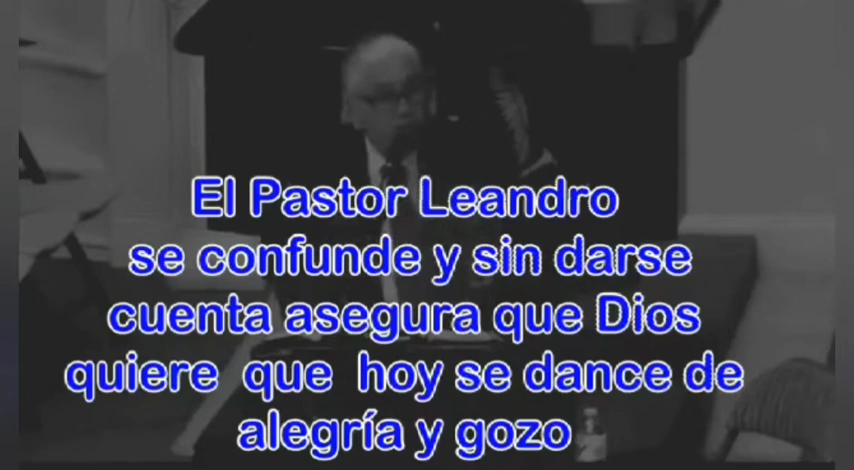 El Pastor Leandro
se confunde y sin darse
cuenta asegura que Dios
quiere que hoy se dance de
alegría y gozo